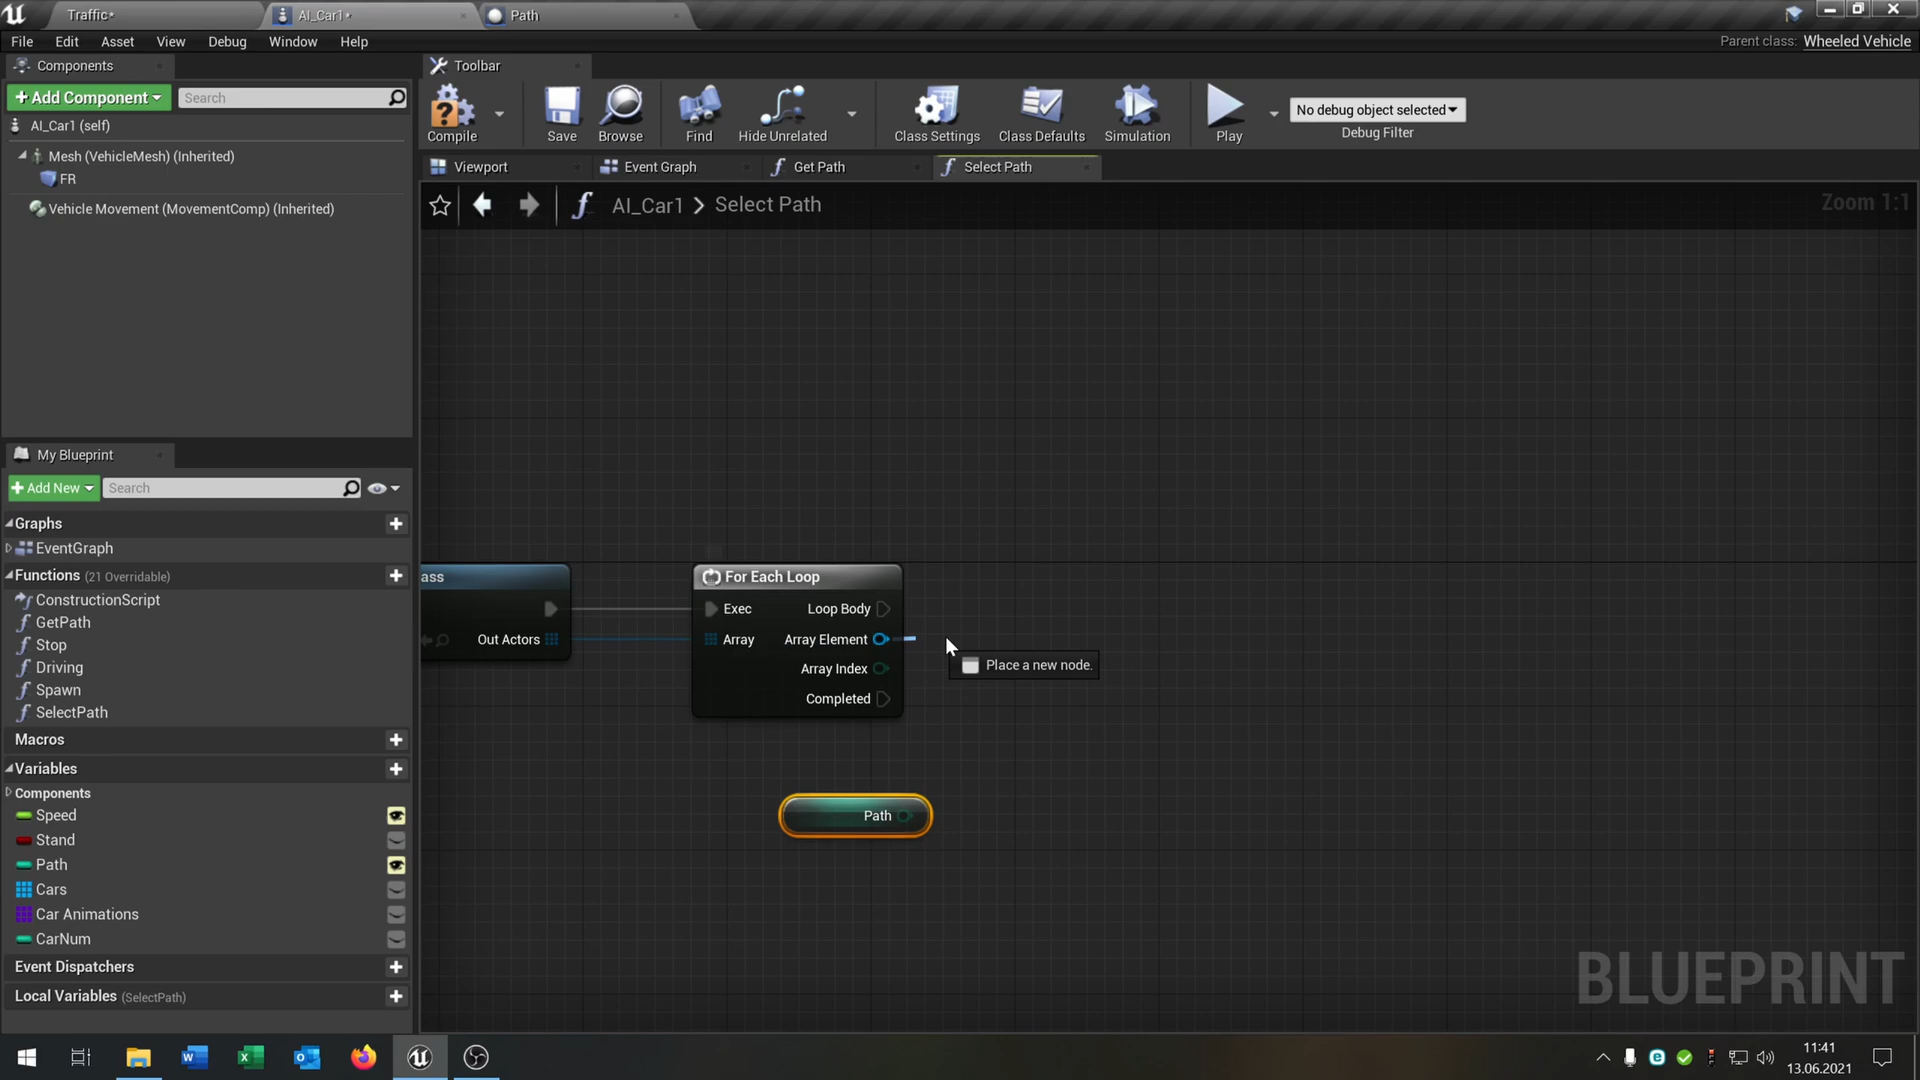 Traffic*
AI_Car1*
Path
File Edit Asset View Debug Window Help
Parent class: Wheeled Vehicle
Components
Toolbar
+ Add Component
Search
AI_Car1 (self)
Mesh (VehicleMesh) (Inherited)
FR
Vehicle Movement (MovementComp) (Inherited)
Compile
Save
Browse
Find
Hide Unrelated
Class Settings
Class Defaults
Simulation
Play
No debug object selected
Debug Filter
Viewport
Event Graph
Get Path
Select Path
AI_Car1 > Select Path
Zoom 1:1
My Blueprint
+ Add New
Search
Graphs
EventGraph
Functions (21 Overridable)
ConstructionScript
GetPath
Stop
Driving
Spawn
SelectPath
Macros
Variables
Components
Speed
Stand
Path
Cars
Car Animations
CarNum
Event Dispatchers
Local Variables (SelectPath)
ass
Out Actors
For Each Loop
Exec
Loop Body
Array
Array Element
Array Index
Completed
Place a new node.
Path
BLUEPRINT
11:41
13.06.2021